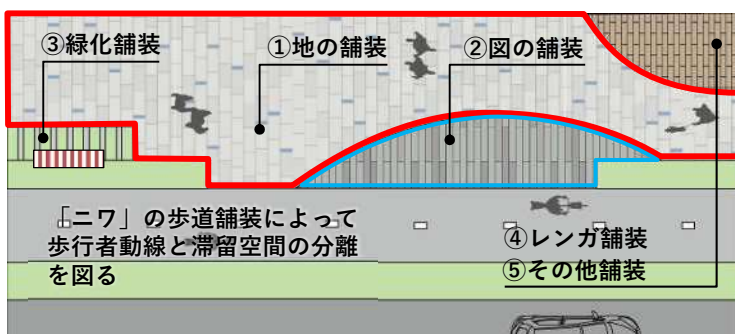 ③緑化舗装
①地の舗装
②図の舗装
「ニワ」の歩道舗装によって
歩行者動線と滞留空間の分離
を図る
④レンガ舗装
⑤その他舗装